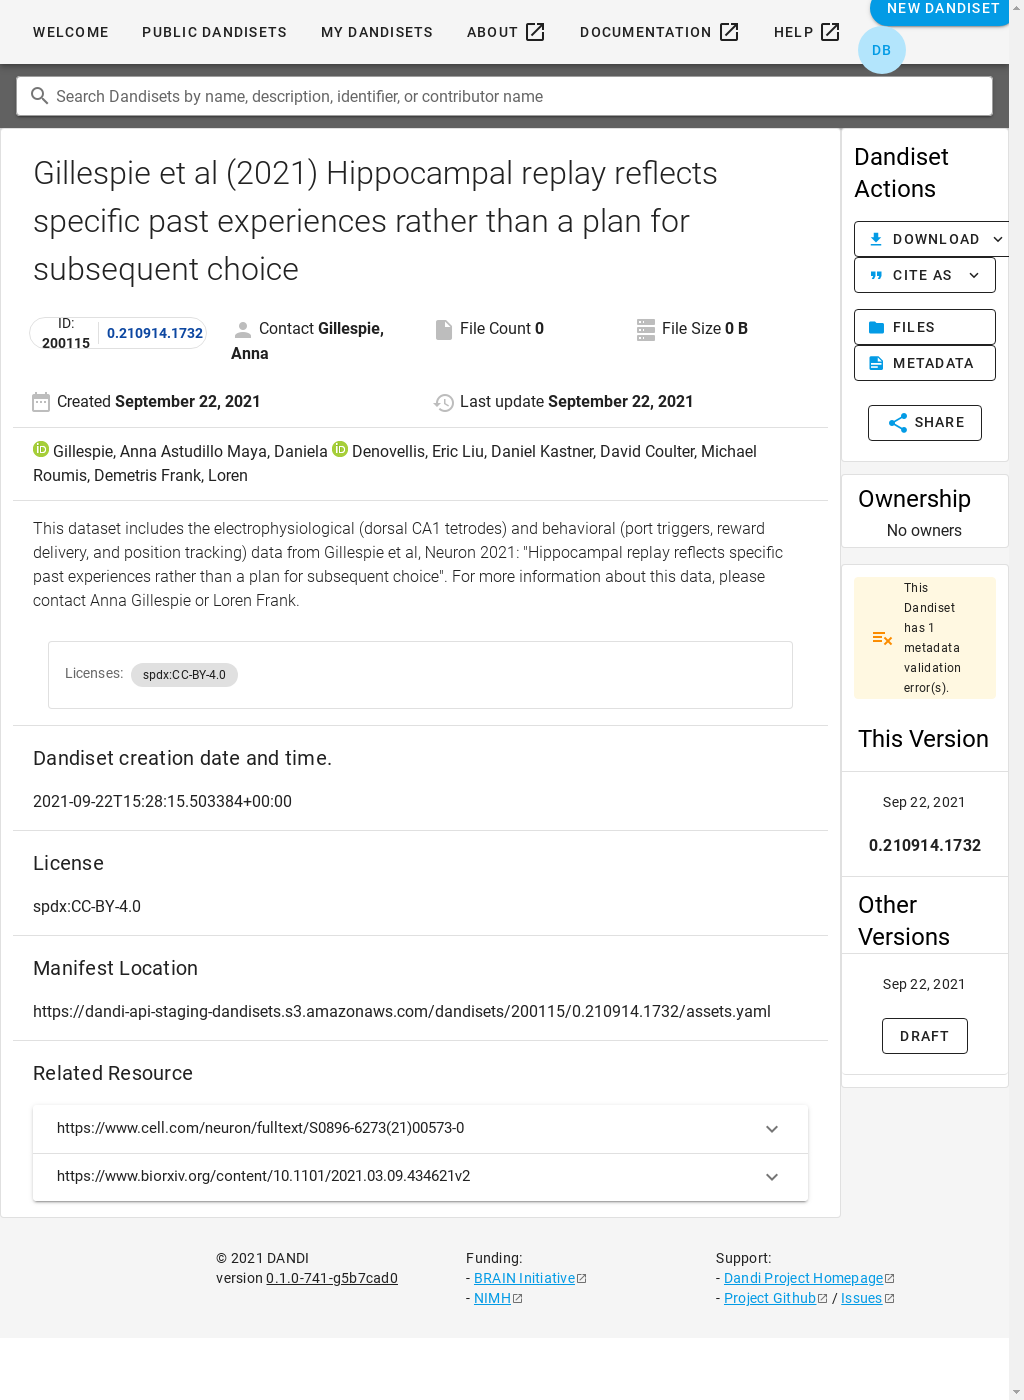 WELCOME PUBLIC DANDISETS MY DANDISETS ABOUT DOCUMENTATION HELP NEW DANDISET
DB
Search Dandisets by name, description, identifier, or contributor name
Gillespie et al (2021) Hippocampal replay reflects
specific past experiences rather than a plan for
subsequent choice
ID:
200115
0.210914.1732
Contact Gillespie,
Anna
File Count 0
File Size 0 B
Created September 22, 2021
Last update September 22, 2021
Gillespie, Anna Astudillo Maya, Daniela Denovellis, Eric Liu, Daniel Kastner, David Coulter, Michael
Roumis, Demetris Frank, Loren
This dataset includes the electrophysiological (dorsal CA1 tetrodes) and behavioral (port triggers, reward
delivery, and position tracking) data from Gillespie et al, Neuron 2021: "Hippocampal replay reflects specific
past experiences rather than a plan for subsequent choice". For more information about this data, please
contact Anna Gillespie or Loren Frank.
Licenses: spdx:CC-BY-4.0
Dandiset creation date and time.
2021-09-22T15:28:15.503384+00:00
License
spdx:CC-BY-4.0
Manifest Location
https://dandi-api-staging-dandisets.s3.amazonaws.com/dandisets/200115/0.210914.1732/assets.yaml
Related Resource
https://www.cell.com/neuron/fulltext/S0896-6273(21)00573-0
https://www.biorxiv.org/content/10.1101/2021.03.09.434621v2
Dandiset
Actions
DOWNLOAD
CITE AS
FILES
METADATA
SHARE
Ownership
No owners
This
Dandiset
has 1
metadata
validation
error(s).
This Version
Sep 22, 2021
0.210914.1732
Other
Versions
Sep 22, 2021
DRAFT
© 2021 DANDI
version 0.1.0-741-g5b7cad0
Funding:
- BRAIN Initiative
- NIMH
Support:
- Dandi Project Homepage
- Project Github / Issues